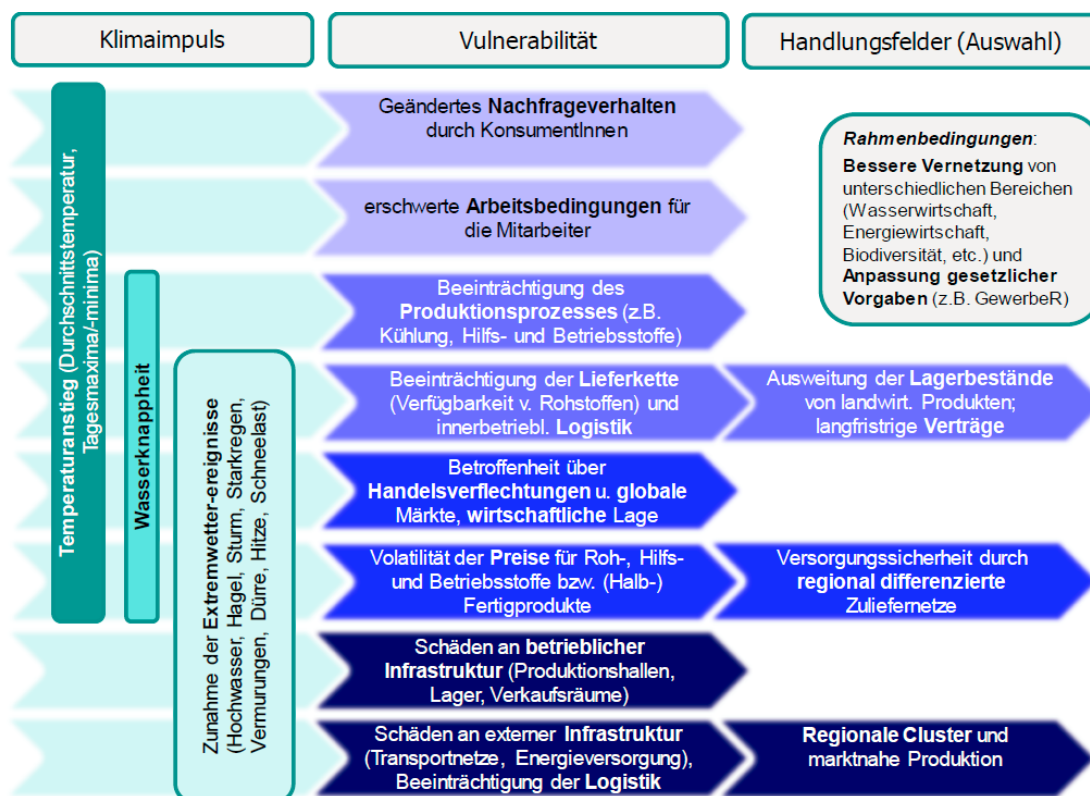 Klimaimpuls
Vulnerabilität
Handlungsfelder (Auswahl)
Temperaturanstieg (Durchschnittstemperatur,
Tagesmaxima/-minima)
Wasserknappheit
Zunahme der Extremwetter-ereignisse
(Hochwasser, Hagel, Sturm, Starkregen,
Vermurungen, Dürre, Hitze, Schneelast)
Geändertes Nachfrageverhalten
durch KonsumentInnen
erschwerte Arbeitsbedingungen für
die Mitarbeiter
Beeinträchtigung des
Produktionsprozesses (z.B.
Kühlung, Hilfs- und Betriebsstoffe)
Beeinträchtigung der Lieferkette
(Verfügbarkeit v. Rohstoffen) und
innerbetriebl. Logistik
Betroffenheit über
Handelsverflechtungen u. globale
Märkte, wirtschaftliche Lage
Volatilität der Preise für Roh-, Hilfs-
und Betriebsstoffe bzw. (Halb-)
Fertigprodukte
Schäden an betrieblicher
Infrastruktur (Produktionshallen,
Lager, Verkaufsräume)
Schäden an externer Infrastruktur
(Transportnetze, Energieversorgung),
Beeinträchtigung der Logistik
Rahmenbedingungen:
Bessere Vernetzung von
unterschiedlichen Bereichen
(Wasserwirtschaft,
Energiewirtschaft,
Biodiversität, etc.) und
Anpassung gesetzlicher
Vorgaben (z.B. GewerbeR)
Ausweitung der Lagerbestände
von landwirt. Produkten;
langfristrige Verträge
Versorgungssicherheit durch
regional differenzierte
Zuliefernetze
Regionale Cluster und
marktnahe Produktion